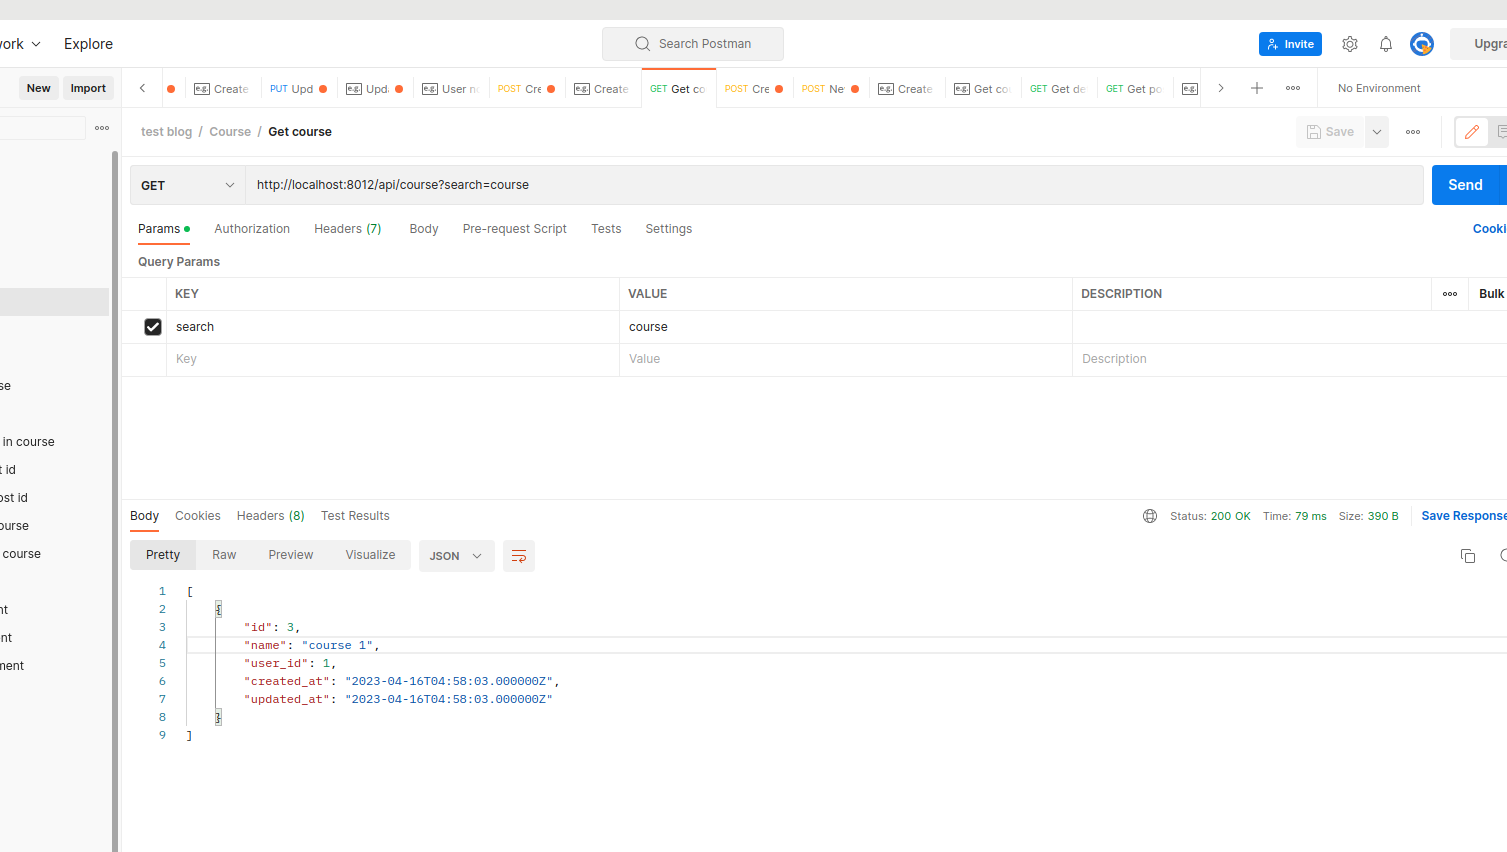 ork Explore
Search Postman
Invite
Upgra
New Import
e.g. Create
PUT Upd
e.g. Upd
e.g. User n
POST Cre
e.g. Create
GET Get co
POST Cre
POST Ne
e.g. Create
e.g. Get co
GET Get de
GET Get po
e.g.
No Environment
test blog / Course / Get course
Save
GET http://localhost:8012/api/course?search=course
Send
Params Authorization Headers (7) Body Pre-request Script Tests Settings
Cooki
Query Params
KEY VALUE DESCRIPTION
Bulk
search course
Key Value Description
se
in course
t id
ost id
ourse
course
nt
nt
ment
Body Cookies Headers (8) Test Results
Status: 200 OK Time: 79 ms Size: 390 B
Save Response
Pretty Raw Preview Visualize JSON
1 [
2 {
3 "id": 3,
4 "name": "course 1",
5 "user_id": 1,
6 "created_at": "2023-04-16T04:58:03.000000Z",
7 "updated_at": "2023-04-16T04:58:03.000000Z"
8 }
9 ]